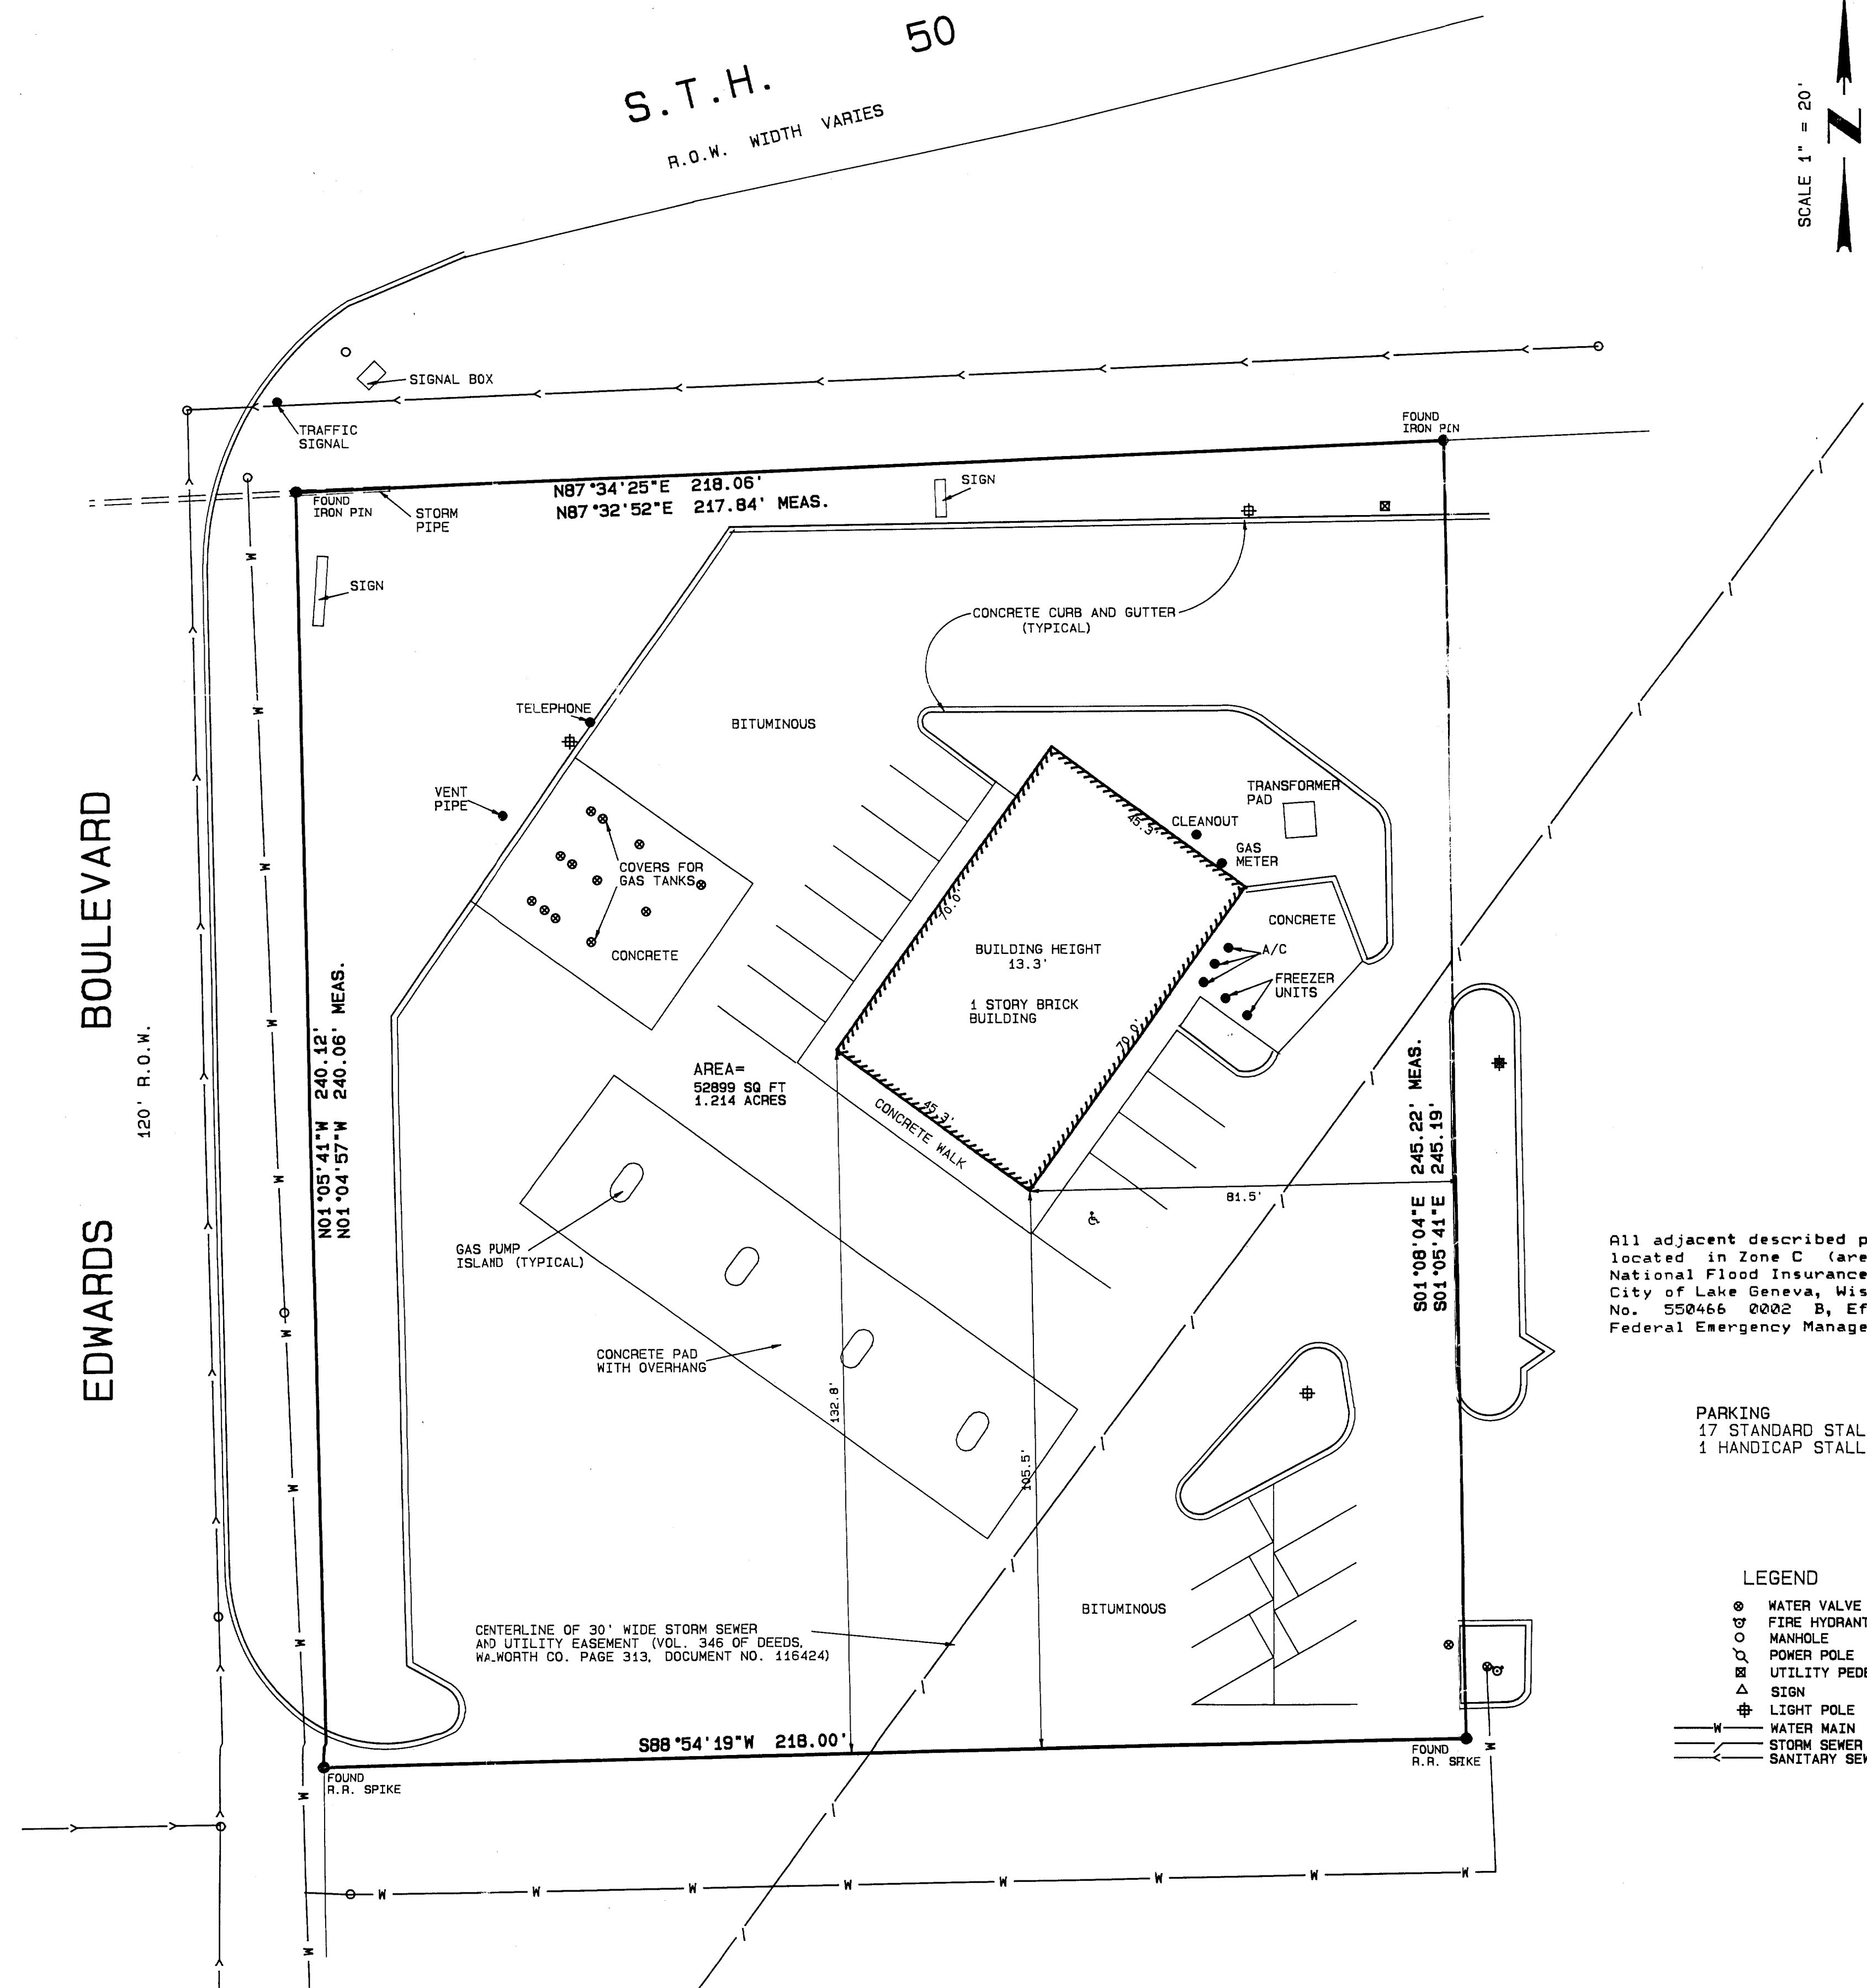 50
S.T.H.
R.O.W. WIDTH VARIES
SCALE 1" = 20'
N
SIGNAL BOX
TRAFFIC
SIGNAL
FOUND
IRON PIN
FOUND
IRON PIN
STORM
PIPE
N87°34'25"E 218.06'
N87°32'52"E 217.84' MEAS.
SIGN
SIGN
CONCRETE CURB AND GUTTER
(TYPICAL)
TELEPHONE
BITUMINOUS
VENT
PIPE
TRANSFORMER
PAD
CLEANOUT
45.3'
GAS
METER
COVERS FOR
GAS TANKS
70.0'
CONCRETE
CONCRETE
BUILDING HEIGHT
13.3'
A/C
FREEZER
UNITS
1 STORY BRICK
BUILDING
70.0'
BOULEVARD
EDWARDS
120' R.O.W.
N01°05'41"W 240.12'
N01°04'57"W 240.06' MEAS.
AREA=
52899 SQ FT
1.214 ACRES
45.3'
CONCRETE WALK
S01°08'04"E 245.22' MEAS.
S01°05'41"E 245.19'
81.5'
GAS PUMP
ISLAND (TYPICAL)
All adjacent described p
located in Zone C (are
National Flood Insurance
City of Lake Geneva, Wis
No. 550466 0002 B, Ef
Federal Emergency Manage
CONCRETE PAD
WITH OVERHANG
132.8'
105.5'
PARKING
17 STANDARD STAL
1 HANDICAP STALL
BITUMINOUS
CENTERLINE OF 30' WIDE STORM SEWER
AND UTILITY EASEMENT (VOL. 346 OF DEEDS,
WALWORTH CO. PAGE 313, DOCUMENT NO. 116424)
LEGEND
WATER VALVE
FIRE HYDRANT
MANHOLE
POWER POLE
UTILITY PEDE
SIGN
LIGHT POLE
W WATER MAIN
STORM SEWER
SANITARY SEW
S88°54'19"W 218.00'
FOUND
R.R. SPIKE
FOUND
R.R. SPIKE